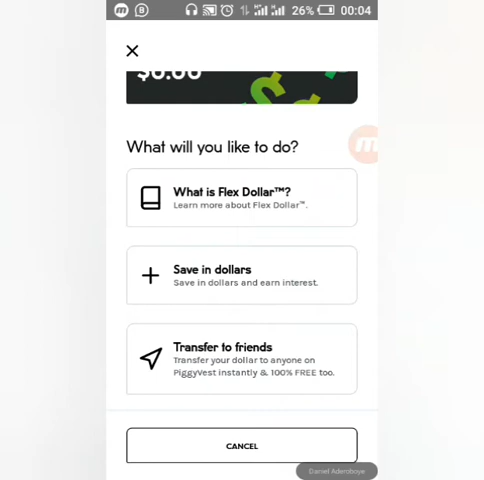 26% 00:04
$0.00
What will you like to do?
What is Flex Dollar™?
Learn more about Flex Dollar™.
Save in dollars
Save in dollars and earn interest.
Transfer to friends
Transfer your dollar to anyone on
PiggyVest instantly & 100% FREE too.
CANCEL
Daniel Aderohoye